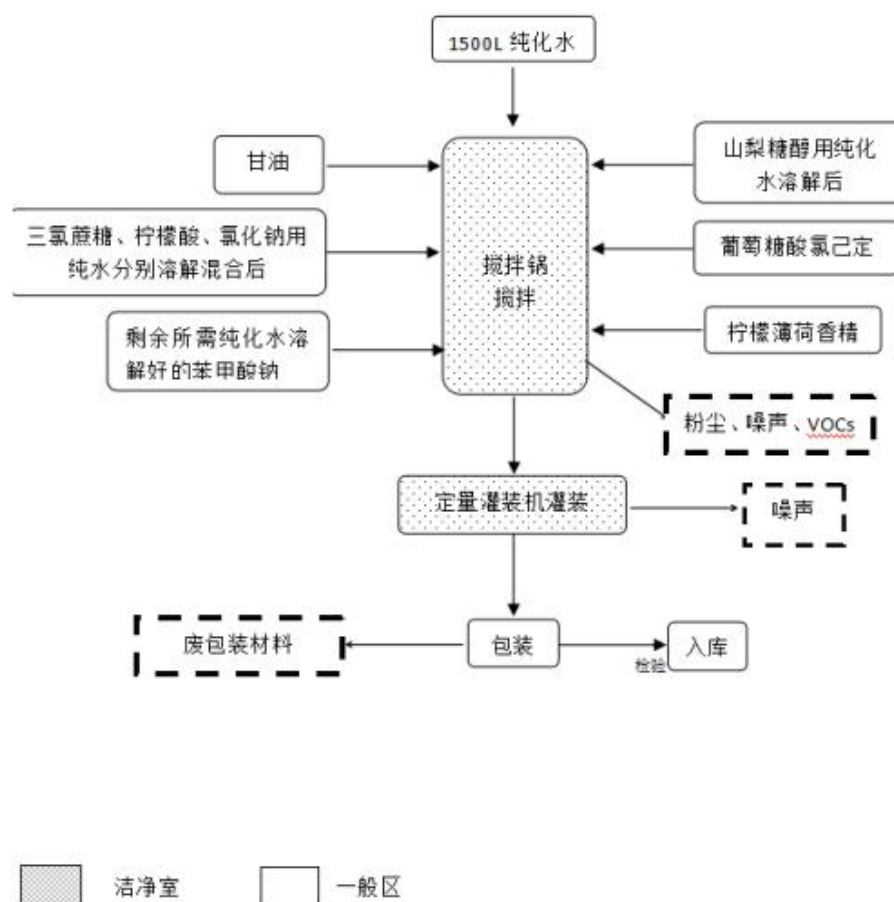 1500L 纯化水
甘油
山梨糖醇用纯化
水溶解后
三氯蔗糖、柠檬酸、氯化钠用
纯水分别溶解混合后
搅拌锅
搅拌
葡萄糖酸氯己定
剩余所需纯化水溶
解好的苯甲酸钠
柠檬薄荷香精
粉尘、噪声、VOCs
定量灌装机灌装
噪声
废包装材料
包装
检验
入库
洁净室
一般区